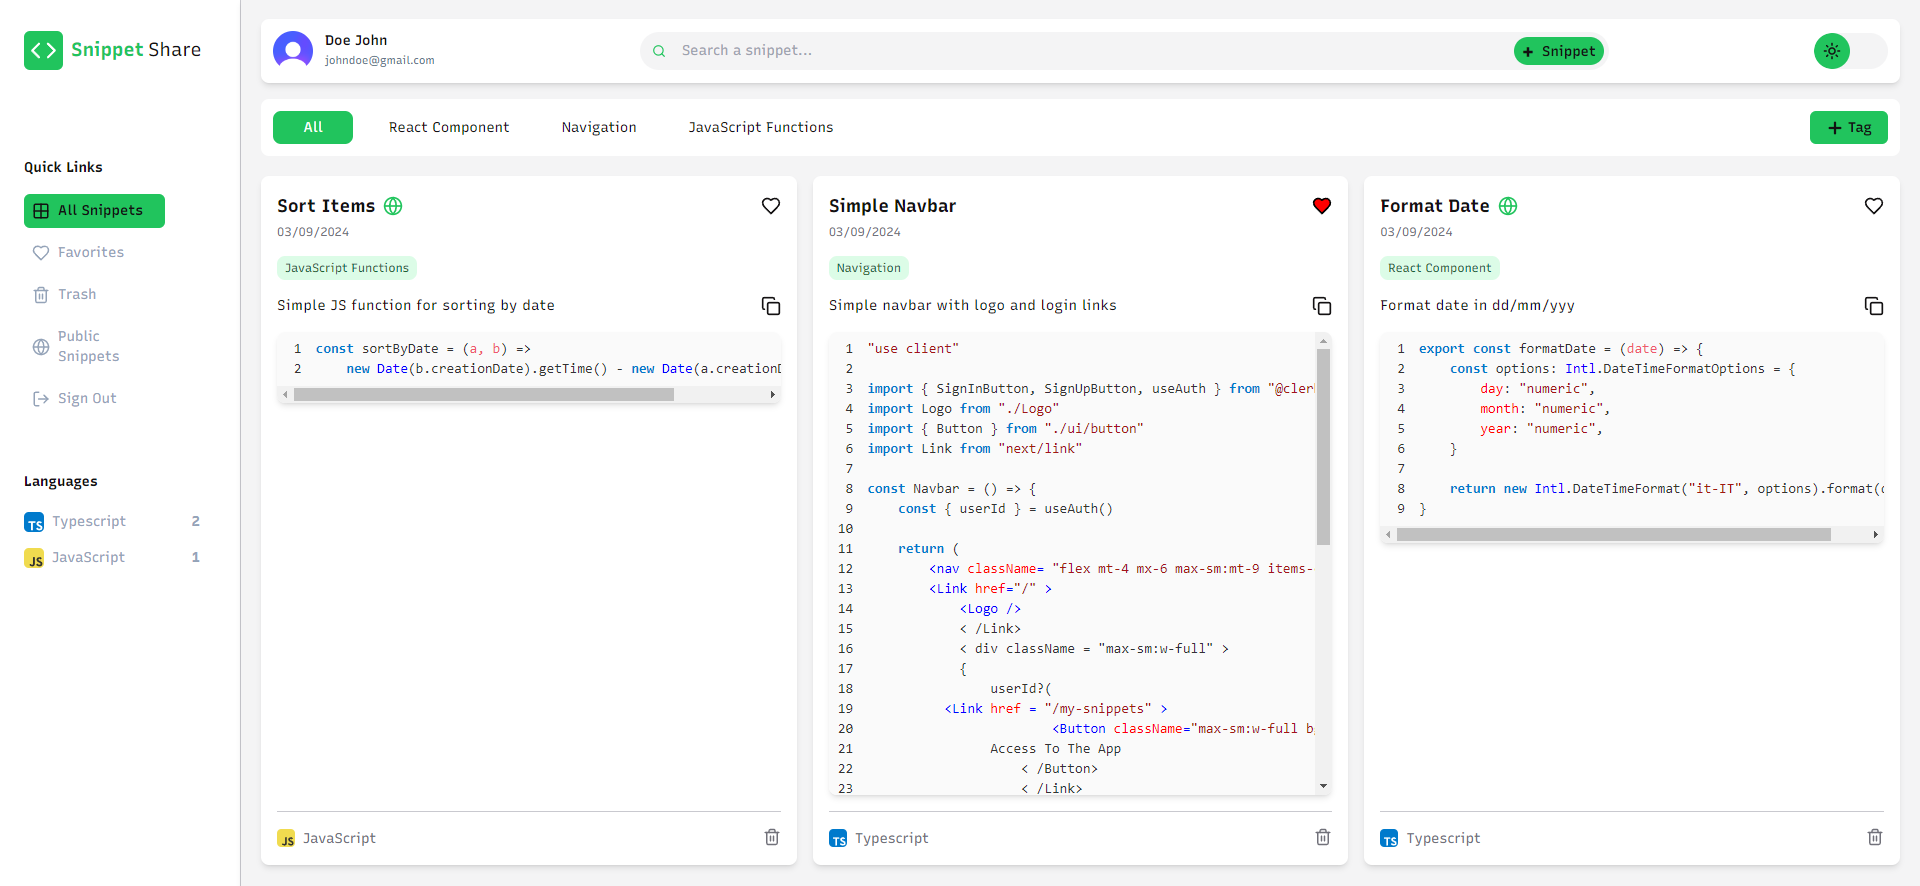 Snippet Share
Quick Links
All Snippets
Favorites
Trash
Public
Snippets
Sign Out
Languages
TS Typescript 2
JS JavaScript 1
Doe John
johndoe@gmail.com
Search a snippet...
+ Snippet
All
React Component
Navigation
JavaScript Functions
+ Tag
Sort Items
03/09/2024
JavaScript Functions
Simple JS function for sorting by date
1 const sortByDate = (a, b) =>
2 new Date(b.creationDate).getTime() - new Date(a.creationD
JS JavaScript
Simple Navbar
03/09/2024
Navigation
Simple navbar with logo and login links
1 "use client"
2
3 import { SignInButton, SignUpButton, useAuth } from "@cler
4 import Logo from "./Logo"
5 import { Button } from "./ui/button"
6 import Link from "next/link"
7
8 const Navbar = () => {
9 const { userId } = useAuth()
10
11 return (
12 <nav className= "flex mt-4 mx-6 max-sm:mt-9 items-
13 <Link href="/" >
14 <Logo />
15 < /Link>
16 < div className = "max-sm:w-full" >
17 {
18 userId?(
19 <Link href = "/my-snippets" >
20 <Button className="max-sm:w-full b
21 Access To The App
22 < /Button>
23 < /Link>
TS Typescript
Format Date
03/09/2024
React Component
Format date in dd/mm/yyy
1 export const formatDate = (date) => {
2 const options: Intl.DateTimeFormatOptions = {
3 day: "numeric",
4 month: "numeric",
5 year: "numeric",
6 }
7
8 return new Intl.DateTimeFormat("it-IT", options).format(d
9 }
TS Typescript